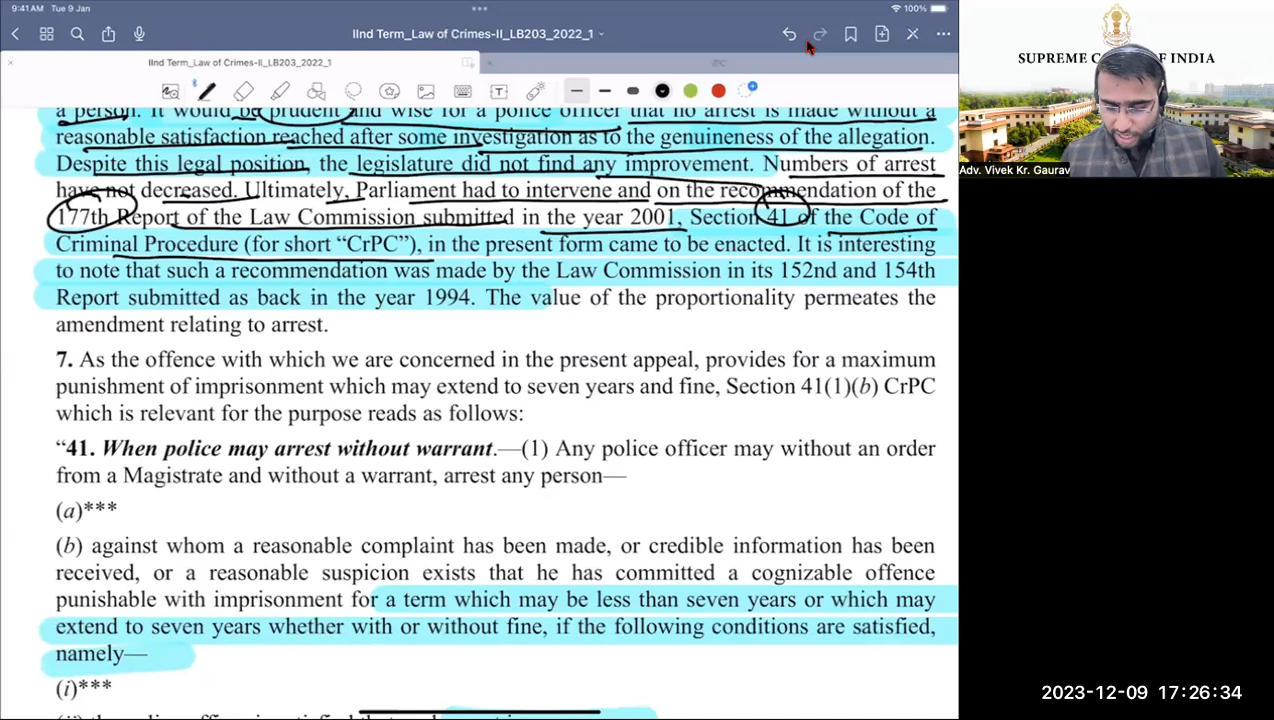 9:41 AM Tue 9 Jan
100%
IInd Term_Law of Crimes-II_LB203_2022_1
IInd Term_Law of Crimes-II_LB203_2022_1
a person. It would be prudent and wise for a police officer that no arrest is made without a
reasonable satisfaction reached after some investigation as to the genuineness of the allegation.
Despite this legal position, the legislature did not find any improvement. Numbers of arrest
have not decreased. Ultimately, Parliament had to intervene and on the recommendation of the
177th Report of the Law Commission submitted in the year 2001, Section 41 of the Code of
Criminal Procedure (for short “CrPC”), in the present form came to be enacted. It is interesting
to note that such a recommendation was made by the Law Commission in its 152nd and 154th
Report submitted as back in the year 1994. The value of the proportionality permeates the
amendment relating to arrest.
7. As the offence with which we are concerned in the present appeal, provides for a maximum
punishment of imprisonment which may extend to seven years and fine, Section 41(1)(b) CrPC
which is relevant for the purpose reads as follows:
“41. When police may arrest without warrant.—(1) Any police officer may without an order
from a Magistrate and without a warrant, arrest any person—
(a)***
(b) against whom a reasonable complaint has been made, or credible information has been
received, or a reasonable suspicion exists that he has committed a cognizable offence
punishable with imprisonment for a term which may be less than seven years or which may
extend to seven years whether with or without fine, if the following conditions are satisfied,
namely—
(i)***
SUPREME C OF INDIA
Adv. Vivek Kr. Gaurav
2023-12-09 17:26:34